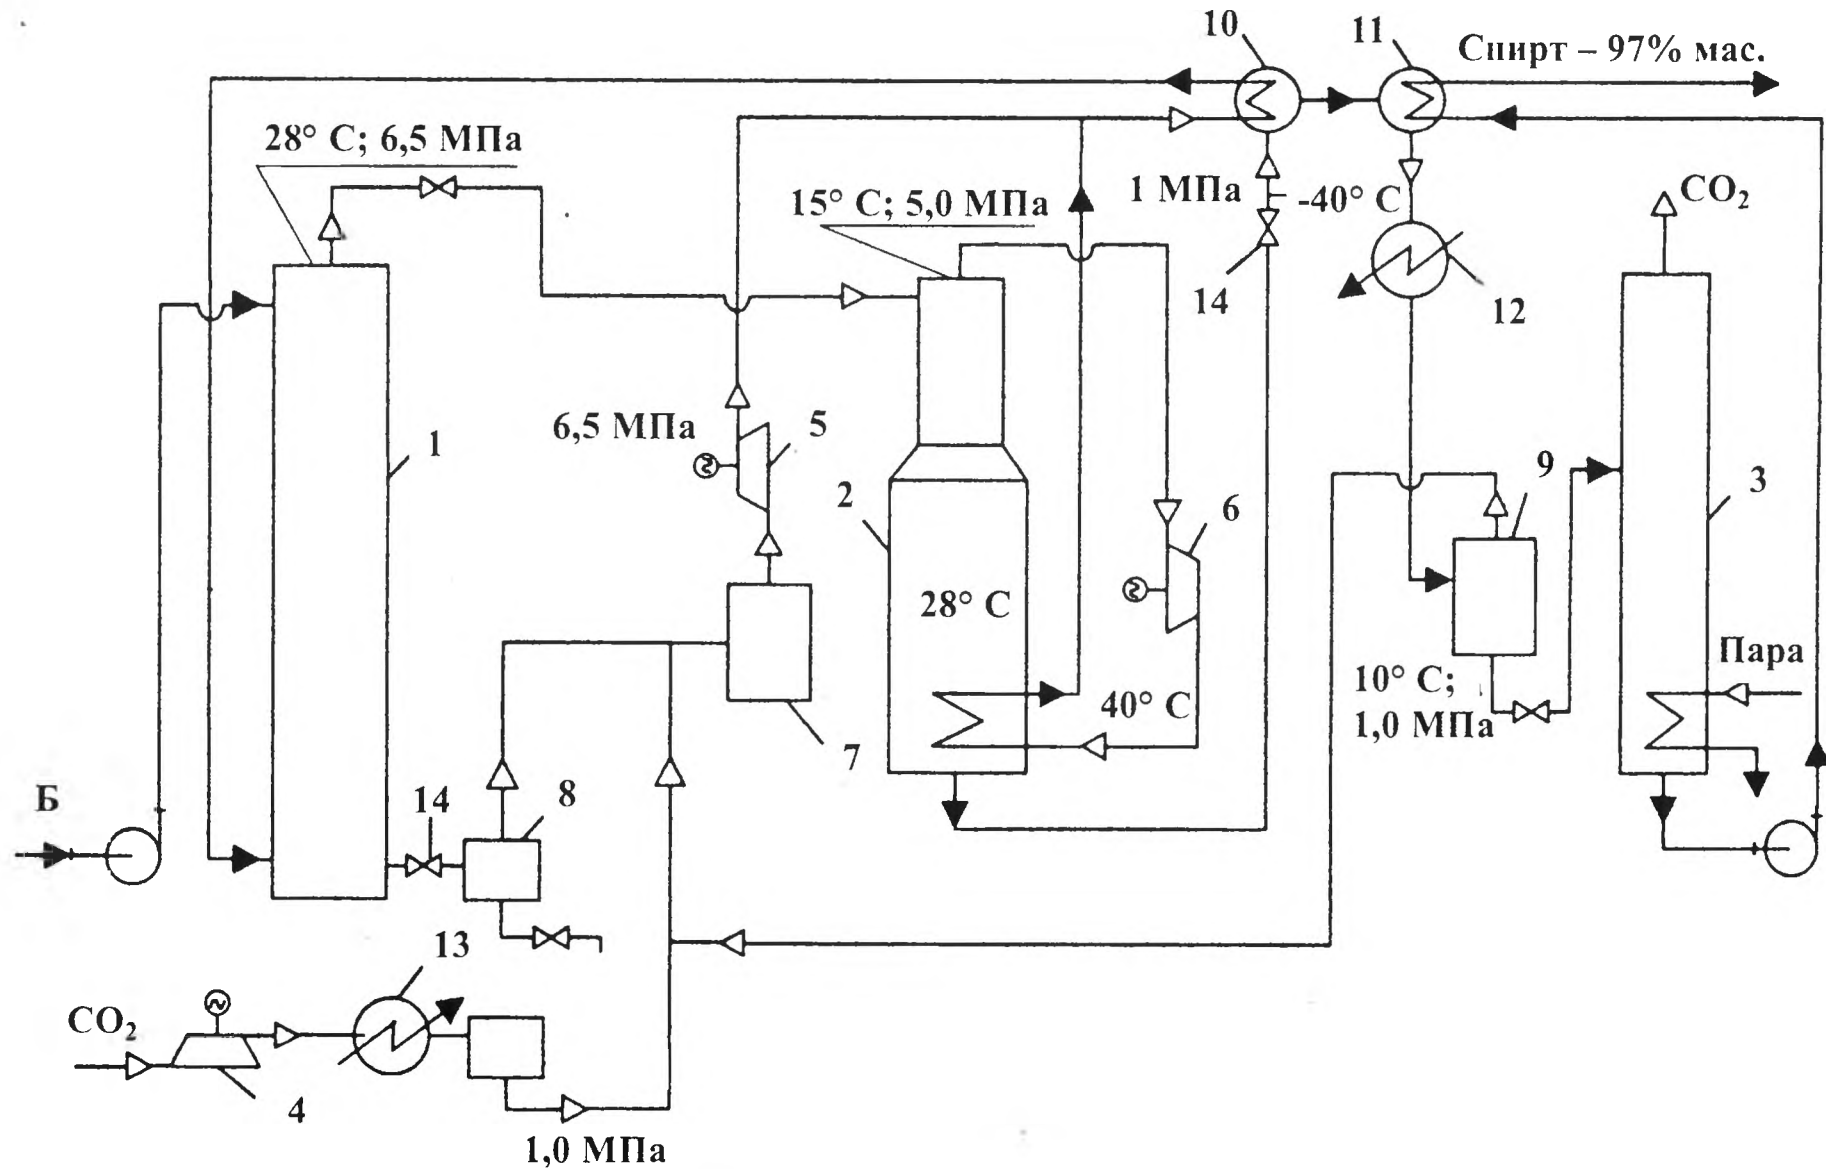 10
11
Спирт – 97% мас.
28° С; 6,5 МПа
15° С; 5,0 МПа
1 МПа
-40° С
СО₂
14
12
6,5 МПа
5
1
2
6
9
3
28° С
Пара
40° С
10° С;
1,0 МПа
7
Б
14
8
13
СО₂
4
1,0 МПа